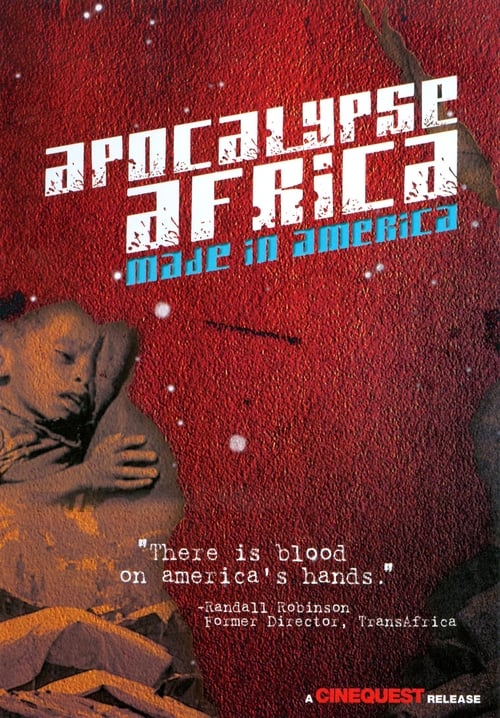 apocalypse
africa
made in america
"There is blood
on america's hands."
-Randall Robinson
Former Director, TransAfrica
A CINEQUEST RELEASE